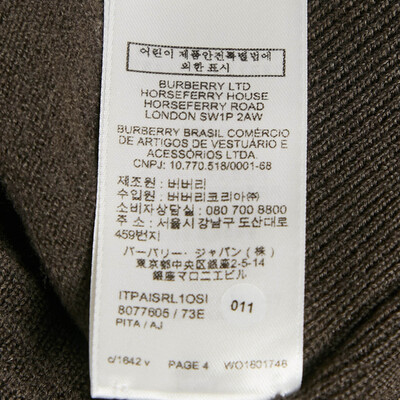 어린이 제품안전특별법에
의한 표시
BURBERRY LTD
HORSEFERRY HOUSE
HORSEFERRY ROAD
LONDON SW1P 2AW
BURBERRY BRASIL COMÉRCIO
DE ARTIGOS DE VESTUÁRIO E
ACESSÓRIOS LTDA.
CNPJ: 10.770.518/0001-68
제조원 : 버버리
수입원 : 버버리코리아㈜
소비자상담실 : 080 700 8800
주 소 : 서울시강남구 도산대로
459번지
バーバリー・ジャパン(株)
東京都中央区銀座2-5-14
銀座マロニエビル
ITPAISRL1OSI
011
8077605 / 73E
PITA / AJ
c/1642 v PAGE 4 WO1601746